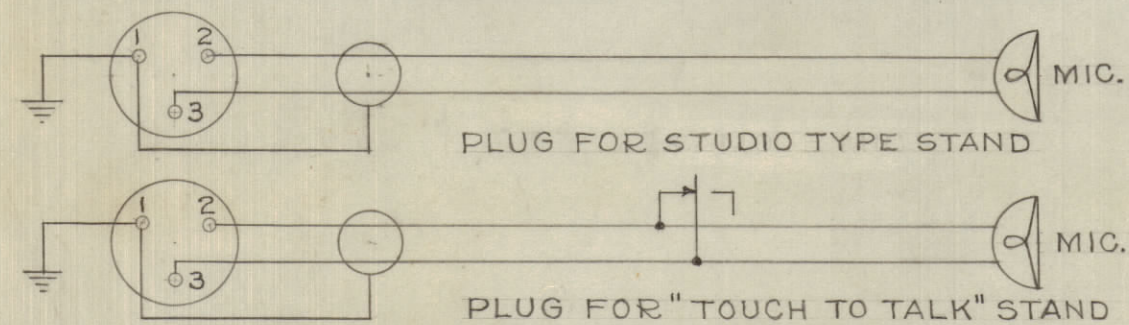 1 2
MIC.
3
PLUG FOR STUDIO TYPE STAND
1 2
MIC.
3
PLUG FOR "TOUCH TO TALK" STAND